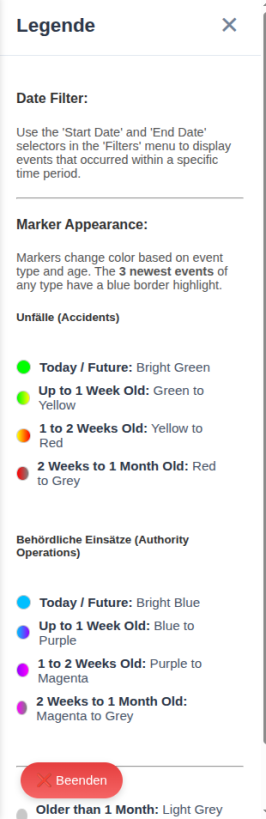 Legende
Date Filter:
Use the 'Start Date' and 'End Date'
selectors in the 'Filters' menu to display
events that occurred within a specific
time period.
Marker Appearance:
Markers change color based on event
type and age. The 3 newest events of
any type have a blue border highlight.
Unfälle (Accidents)
Today / Future: Bright Green
Up to 1 Week Old: Green to
Yellow
1 to 2 Weeks Old: Yellow to
Red
2 Weeks to 1 Month Old: Red
to Grey
Behördliche Einsätze (Authority
Operations)
Today / Future: Bright Blue
Up to 1 Week Old: Blue to
Purple
1 to 2 Weeks Old: Purple to
Magenta
2 Weeks to 1 Month Old:
Magenta to Grey
Beenden
Older than 1 Month: Light Grey